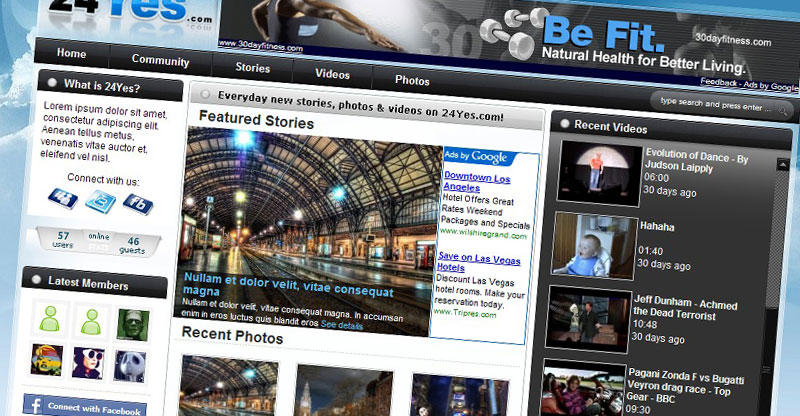 24Yes.com
www.30dayfitness.com
30
Be Fit.
Natural Health for Better Living.
30dayfitness.com
Feedback - Ads by Google
Home
Community
Stories
Videos
Photos
type search and press enter ...
What is 24Yes?
Lorem ipsum dolor sit amet,
consectetur adipiscing elit.
Aenean tellus metus,
venenatis vitae auctor et,
eleifend vel nisl.
Connect with us:
57
users
online
46
guests
Latest Members
Connect with Facebook
Everyday new stories, photos & videos on 24Yes.com!
Featured Stories
Nullam et dolor velit, vitae consequat
magna
Nullam et dolor velit, vitae consequat magna. In accumsan
enim in eros luctus quis blandit eros See details
Ads by Google
Downtown Los
Angeles
Hotel Offers Great
Rates Weekend
Packages and Specials
www.wilshiregrand.com
Save on Las Vegas
Hotels
Discount Las Vegas
hotel rooms. Make your
reservation today.
www.Tripres.com
Recent Photos
Recent Videos
Evolution of Dance - By
Judson Laipply
06:00
30 days ago
Hahaha
01:40
30 days ago
Jeff Dunham - Achmed
the Dead Terrorist
10:48
30 days ago
Pagani Zonda F vs Bugatti
Veyron drag race - Top
Gear - BBC
09:30